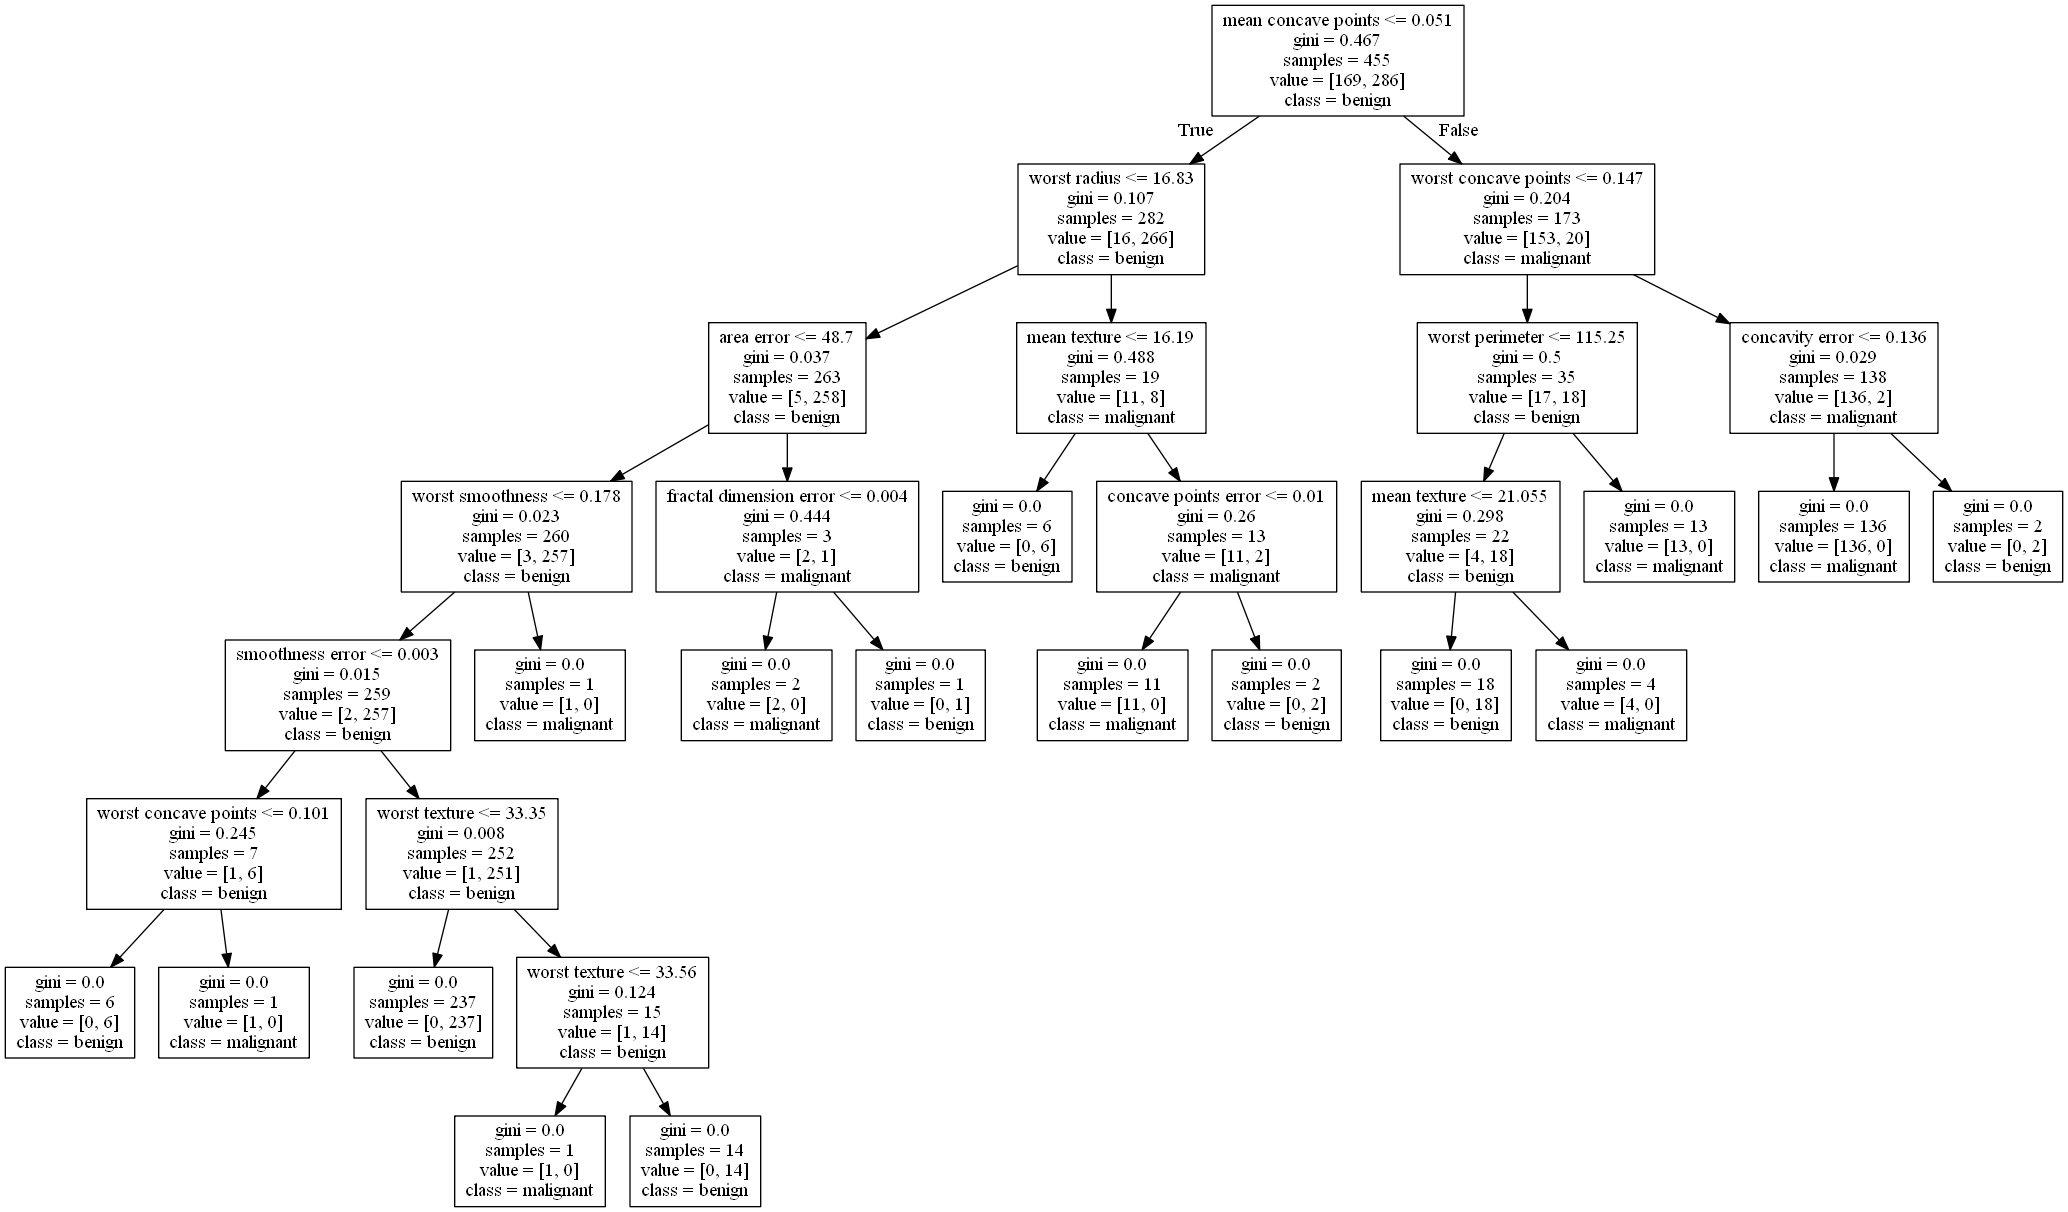 mean concave points <= 0.051
gini = 0.467
samples = 455
value = [169, 286]
class = benign
True
False
worst radius <= 16.83
gini = 0.107
samples = 282
value = [16, 266]
class = benign
worst concave points <= 0.147
gini = 0.204
samples = 173
value = [153, 20]
class = malignant
area error <= 48.7
gini = 0.037
samples = 263
value = [5, 258]
class = benign
mean texture <= 16.19
gini = 0.488
samples = 19
value = [11, 8]
class = malignant
worst perimeter <= 115.25
gini = 0.5
samples = 35
value = [17, 18]
class = benign
concavity error <= 0.136
gini = 0.029
samples = 138
value = [136, 2]
class = malignant
worst smoothness <= 0.178
gini = 0.023
samples = 260
value = [3, 257]
class = benign
fractal dimension error <= 0.004
gini = 0.444
samples = 3
value = [2, 1]
class = malignant
gini = 0.0
samples = 6
value = [0, 6]
class = benign
concave points error <= 0.01
gini = 0.26
samples = 13
value = [11, 2]
class = malignant
mean texture <= 21.055
gini = 0.298
samples = 22
value = [4, 18]
class = benign
gini = 0.0
samples = 13
value = [13, 0]
class = malignant
gini = 0.0
samples = 136
value = [136, 0]
class = malignant
gini = 0.0
samples = 2
value = [0, 2]
class = benign
smoothness error <= 0.003
gini = 0.015
samples = 259
value = [2, 257]
class = benign
gini = 0.0
samples = 1
value = [1, 0]
class = malignant
gini = 0.0
samples = 2
value = [2, 0]
class = malignant
gini = 0.0
samples = 1
value = [0, 1]
class = benign
gini = 0.0
samples = 11
value = [11, 0]
class = malignant
gini = 0.0
samples = 2
value = [0, 2]
class = benign
gini = 0.0
samples = 18
value = [0, 18]
class = benign
gini = 0.0
samples = 4
value = [4, 0]
class = malignant
worst concave points <= 0.101
gini = 0.245
samples = 7
value = [1, 6]
class = benign
worst texture <= 33.35
gini = 0.008
samples = 252
value = [1, 251]
class = benign
gini = 0.0
samples = 6
value = [0, 6]
class = benign
gini = 0.0
samples = 1
value = [1, 0]
class = malignant
gini = 0.0
samples = 237
value = [0, 237]
class = benign
worst texture <= 33.56
gini = 0.124
samples = 15
value = [1, 14]
class = benign
gini = 0.0
samples = 1
value = [1, 0]
class = malignant
gini = 0.0
samples = 14
value = [0, 14]
class = benign